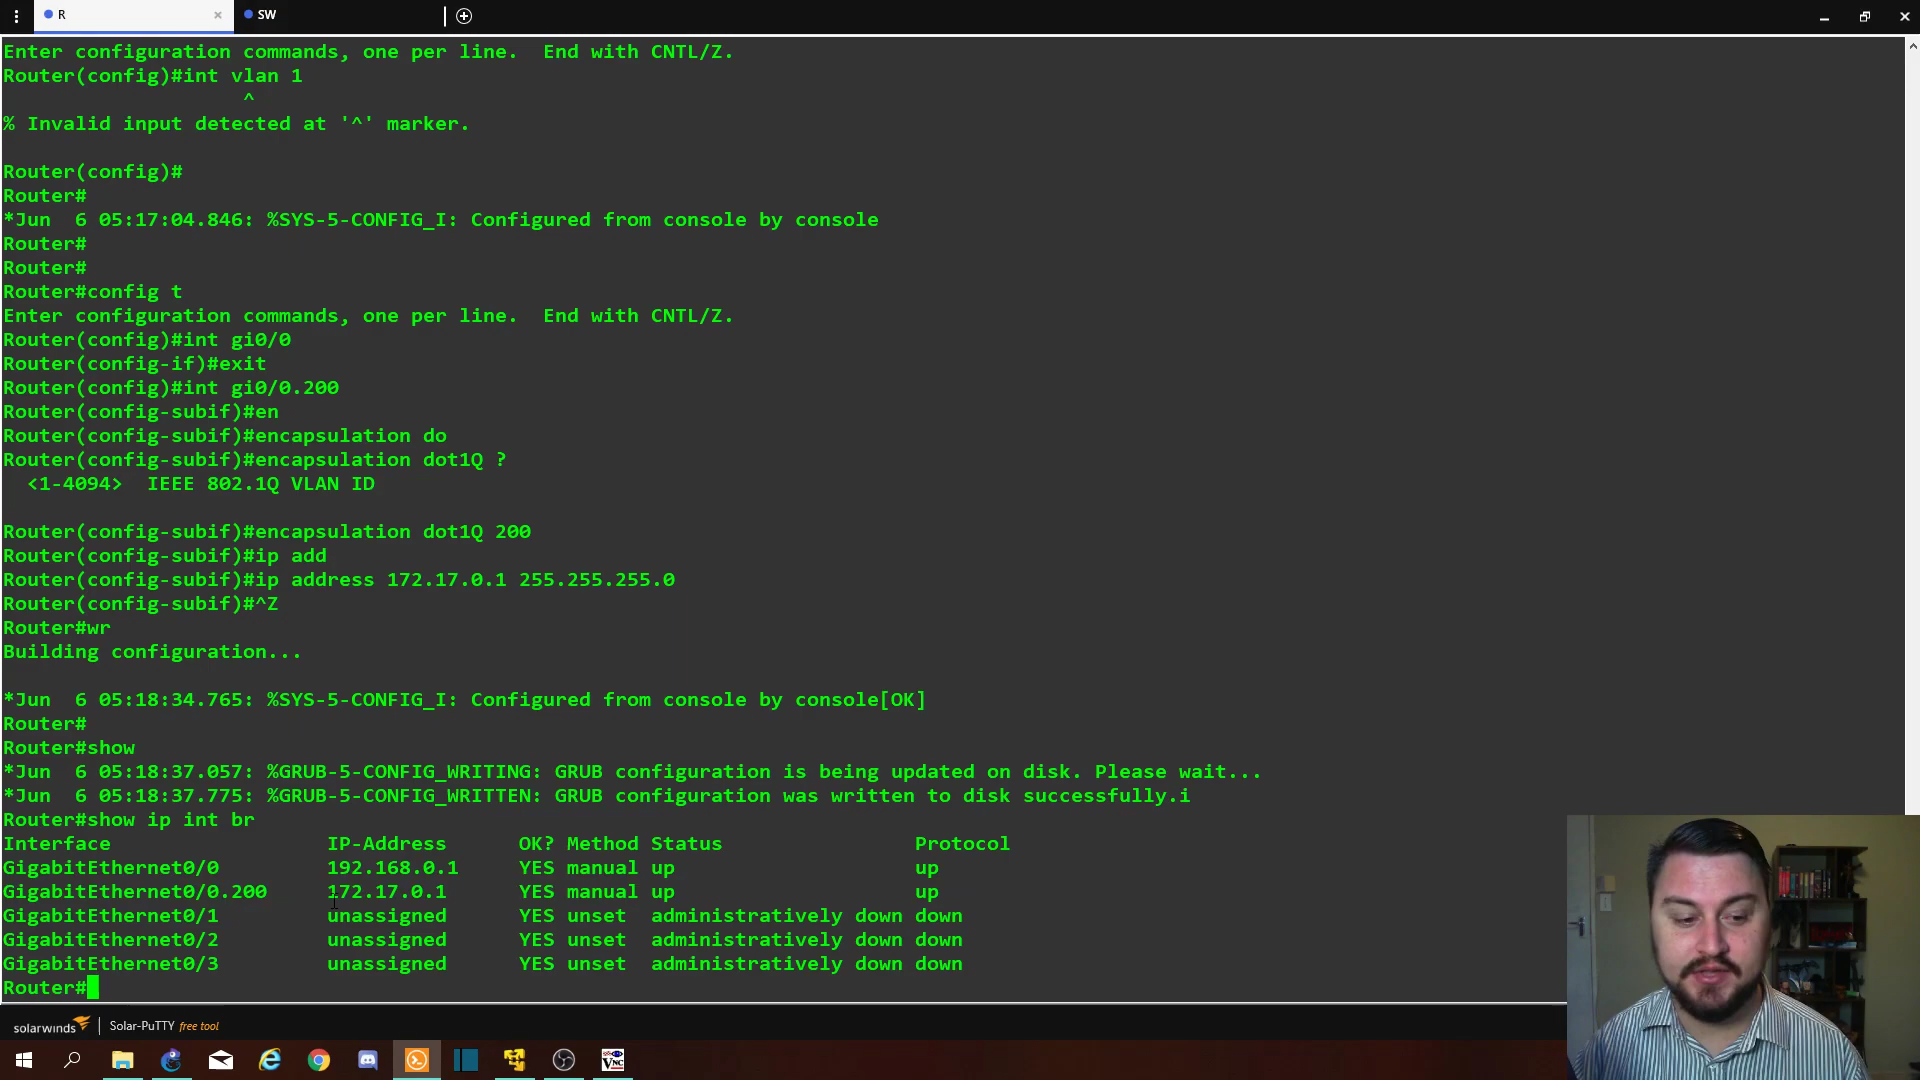 R
×
SW
Enter configuration commands, one per line.  End with CNTL/Z.
Router(config)#int vlan 1
^
% Invalid input detected at '^' marker.
Router(config)#
Router#
*Jun  6 05:17:04.846: %SYS-5-CONFIG_I: Configured from console by console
Router#
Router#
Router#config t
Enter configuration commands, one per line.  End with CNTL/Z.
Router(config)#int gi0/0
Router(config-if)#exit
Router(config)#int gi0/0.200
Router(config-subif)#en
Router(config-subif)#encapsulation do
Router(config-subif)#encapsulation dot1Q ?
<1-4094>  IEEE 802.1Q VLAN ID
Router(config-subif)#encapsulation dot1Q 200
Router(config-subif)#ip add
Router(config-subif)#ip address 172.17.0.1 255.255.255.0
Router(config-subif)#^Z
Router#wr
Building configuration...
*Jun  6 05:18:34.765: %SYS-5-CONFIG_I: Configured from console by console[OK]
Router#
Router#show
*Jun  6 05:18:37.057: %GRUB-5-CONFIG_WRITING: GRUB configuration is being updated on disk. Please wait...
*Jun  6 05:18:37.775: %GRUB-5-CONFIG_WRITTEN: GRUB configuration was written to disk successfully.i
Router#show ip int br
Interface                  IP-Address      OK? Method Status                Protocol
GigabitEthernet0/0         192.168.0.1     YES manual up                    up
GigabitEthernet0/0.200     172.17.0.1      YES manual up                    up
GigabitEthernet0/1         unassigned      YES unset  administratively down down
GigabitEthernet0/2         unassigned      YES unset  administratively down down
GigabitEthernet0/3         unassigned      YES unset  administratively down down
Router#
solarwinds | Solar-PuTTY free tool
VNC